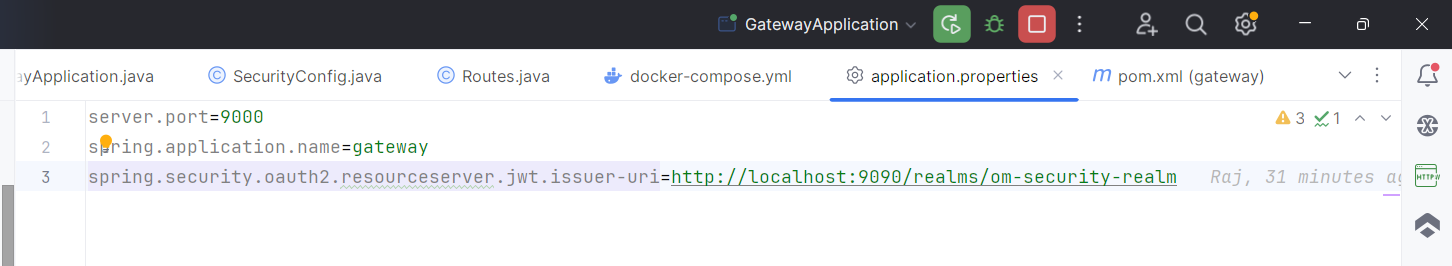 GatewayApplication
ayApplication.java SecurityConfig.java Routes.java docker-compose.yml application.properties pom.xml (gateway)
1 server.port=9000 3 1
2 spring.application.name=gateway
3 spring.security.oauth2.resourceserver.jwt.issuer-uri=http://localhost:9090/realms/om-security-realm Raj, 31 minutes ag
HTTP